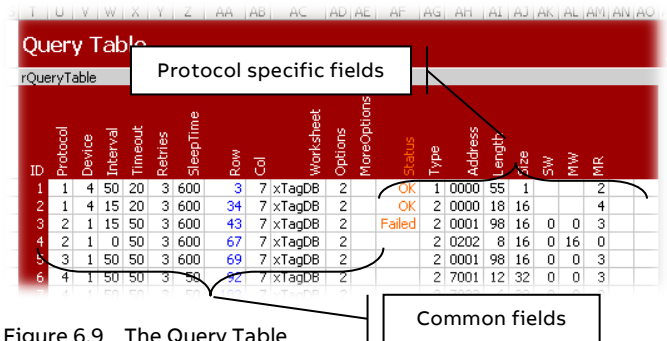 S T U V W X Y Z AA AB AC AD AE AF AG AH AI AJ AK AL AM AN AO
Query Table
rQueryTable
Protocol specific fields
ID Protocol Device Interval Timeout Retries SleepTime Row Col Worksheet Options MoreOptions Status Type Address Length Size SW MW MR
1 1 4 50 20 3 600 3 7 xTagDB 2 OK 1 0000 55 1 2
2 1 4 15 20 3 600 34 7 xTagDB 2 OK 2 0000 18 16 4
3 2 1 15 50 3 600 43 7 xTagDB 2 Failed 2 0001 98 16 0 0 3
4 2 1 0 50 3 600 67 7 xTagDB 2 2 0202 8 16 0 16 0
5 3 1 50 50 3 600 69 7 xTagDB 2 2 0001 98 16 0 0 3
6 4 1 50 50 3 50 92 7 xTagDB 2 2 7001 12 32 0 0 3
Common fields
Figure 6.9 The Query Table